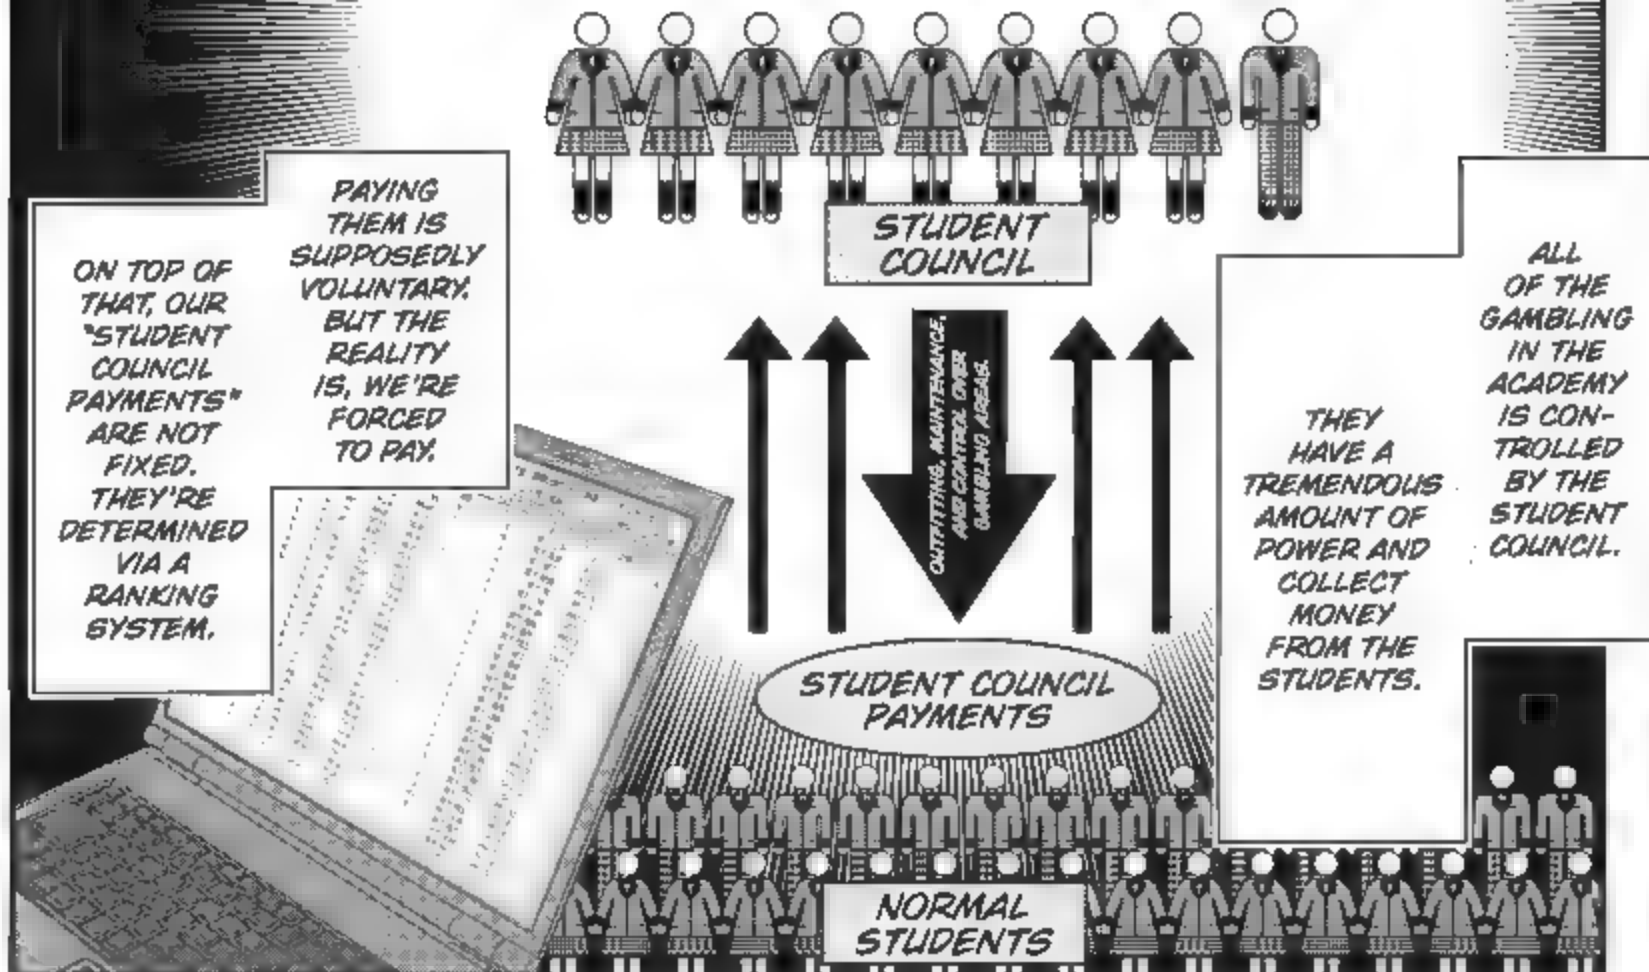 ALL
OF THE
GAMBLING
IN THE
ACADEMY
IS CON-
TROLLED
BY THE
STUDENT
COUNCIL.
THEY
HAVE A
TREMENDOUS
AMOUNT OF
POWER AND
COLLECT
MONEY
FROM THE
STUDENTS.
STUDENT
COUNCIL
OUTFITTING, MAINTENANCE,
AND CONTROL OVER
GAMBLING AREAS.
STUDENT COUNCIL
PAYMENTS
NORMAL
STUDENTS
PAYING
THEM IS
SUPPOSEDLY
VOLUNTARY.
BUT THE
REALITY
IS, WE'RE
FORCED
TO PAY.
ON TOP OF
THAT, OUR
"STUDENT
COUNCIL
PAYMENTS"
ARE NOT
FIXED.
THEY'RE
DETERMINED
VIA A
RANKING
SYSTEM.